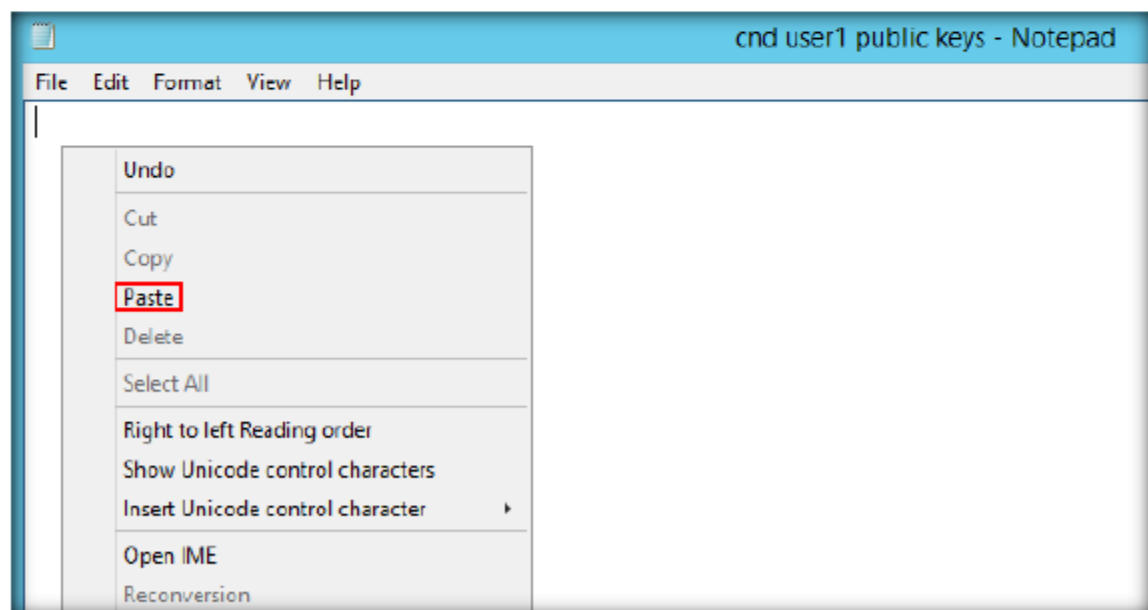 cnd user1 public keys - Notepad
File Edit Format View Help
Undo
Cut
Copy
Paste
Delete
Select All
Right to left Reading order
Show Unicode control characters
Insert Unicode control character
Open IME
Reconversion